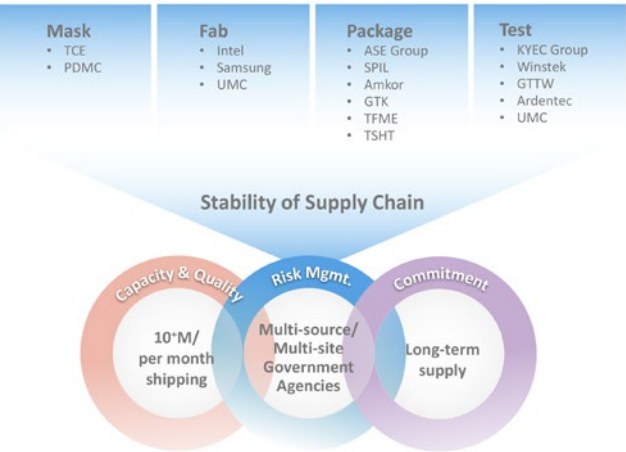 Mask
• TCE
• PDMC
Fab
• Intel
• Samsung
• UMC
Package
• ASE Group
• SPIL
• Amkor
• GTK
• TFME
• TSHT
Test
• KYEC Group
• Winstek
• GTTW
• Ardentec
• UMC
Stability of Supply Chain
Capacity & Quality
10⁺M/
per month
shipping
Risk Mgmt.
Multi-source/
Multi-site
Government
Agencies
Commitment
Long-term
supply